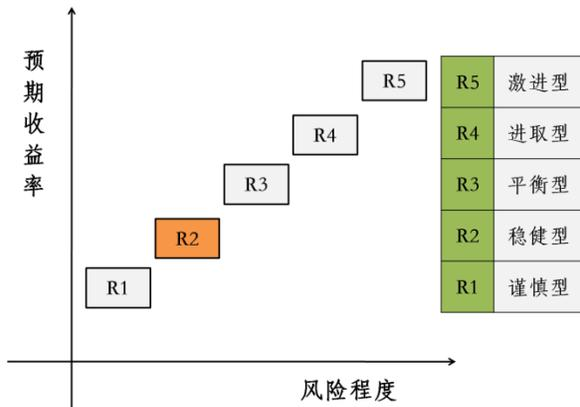 预期收益率
R5
R4
R3
R2
R1
风险程度
R5 激进型
R4 进取型
R3 平衡型
R2 稳健型
R1 谨慎型